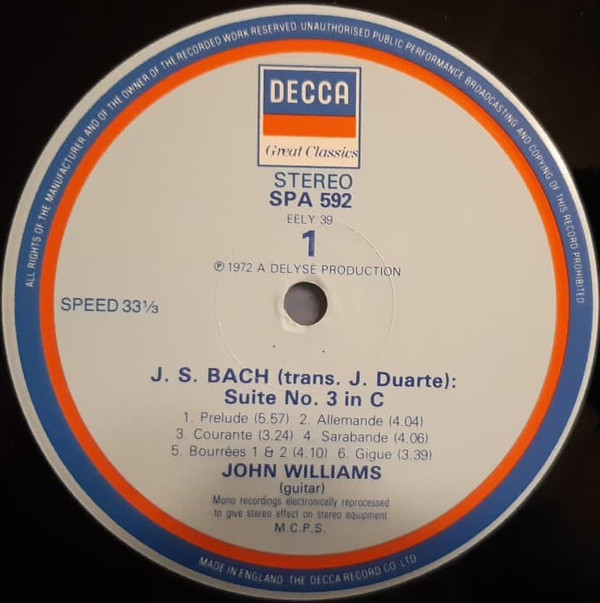 ALL RIGHTS OF THE MANUFACTURER AND OF THE OWNER OF THE RECORDED WORK RESERVED UNAUTHORISED PUBLIC PERFORMANCE BROADCASTING AND COPYING OF THIS RECORD PROHIBITED
DECCA
Great Classics
STEREO
SPA 592
EELY 39
1
℗ 1972 A DELYSE PRODUCTION
SPEED 33⅓
J. S. BACH (trans. J. Duarte):
Suite No. 3 in C
1. Prelude (5.57) 2. Allemande (4.04)
3. Courante (3.24) 4. Sarabande (4.06)
5. Bourrées 1 & 2 (4.10) 6. Gigue (3.39)
JOHN WILLIAMS
(guitar)
Mono recordings electronically reprocessed
to give stereo effect on stereo equipment
M.C.P.S.
MADE IN ENGLAND THE DECCA RECORD CO. LTD